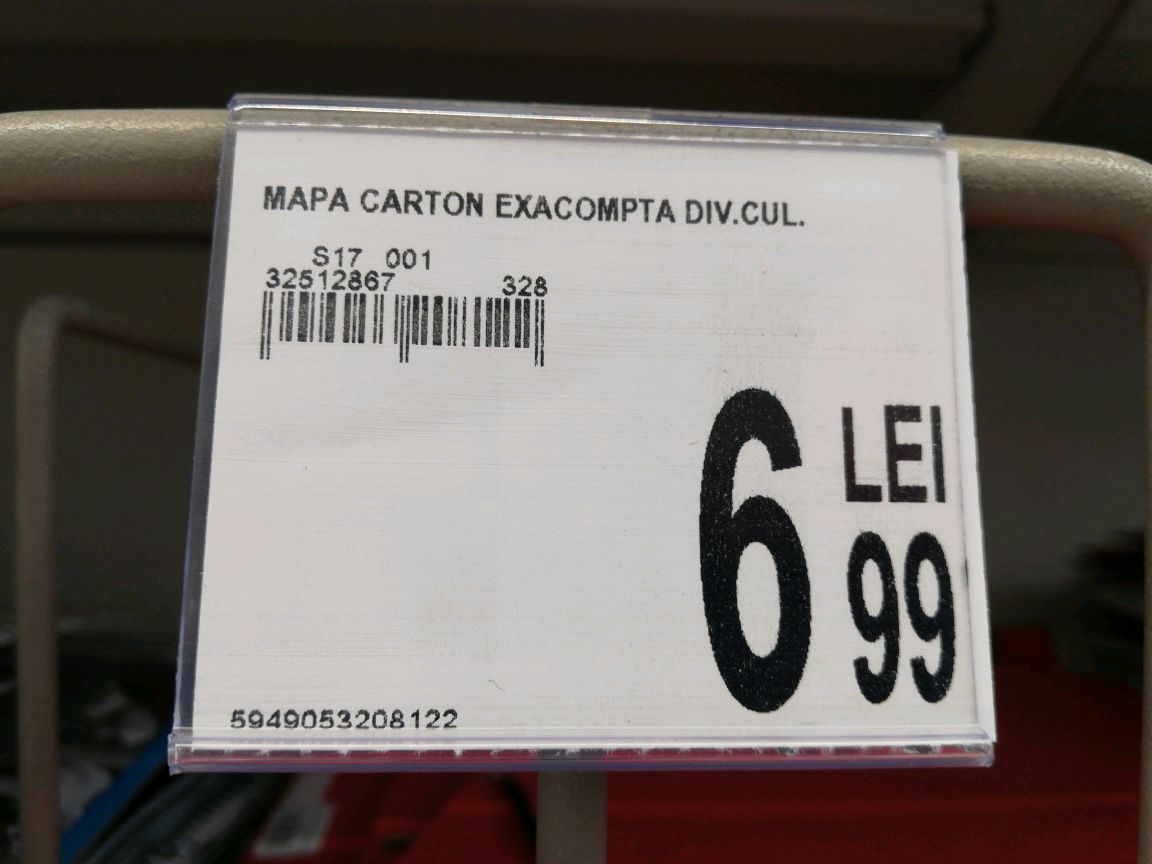 MAPA CARTON EXACOMPTA DIV.CUL.
S17 001
32512867 328
6 LEI
99
5949053208122